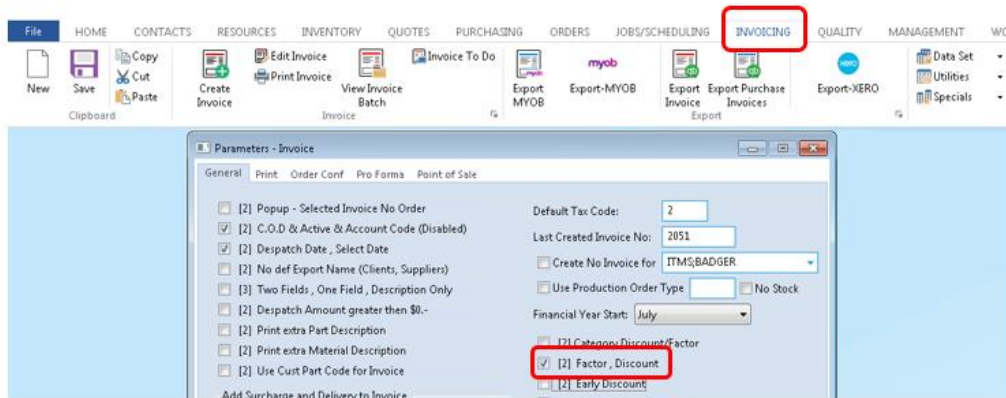 File HOME CONTACTS RESOURCES INVENTORY QUOTES PURCHASING ORDERS JOBS/SCHEDULING INVOICING QUALITY MANAGEMENT WO
New
Save
Copy
Cut
Paste
Clipboard
Create Invoice
Edit Invoice
Print Invoice
View Invoice Batch
Invoice To Do
Invoice
Export MYOB
myob
Export-MYOB
Export Invoice
Export Purchase Invoices
Export
xero
Export-XERO
Data Set
Utilities
Specials
Parameters - Invoice
General Print Order Conf Pro Forma Point of Sale
[2] Popup - Selected Invoice No Order
[2] C.O.D & Active & Account Code (Disabled)
[2] Despatch Date , Select Date
[2] No def Export Name (Clients, Suppliers)
[3] Two Fields , One Field , Description Only
[2] Despatch Amount greater then $0.-
[2] Print extra Part Description
[2] Print extra Material Description
[2] Use Cust Part Code for Invoice
Add Surcharge and Delivery to Invoice
Default Tax Code: 2
Last Created Invoice No: 2051
Create No Invoice for ITMS;BADGER
Use Production Order Type No Stock
Financial Year Start: July
[2] Category Discount/Factor
[2] Factor , Discount
[2] Early Discount